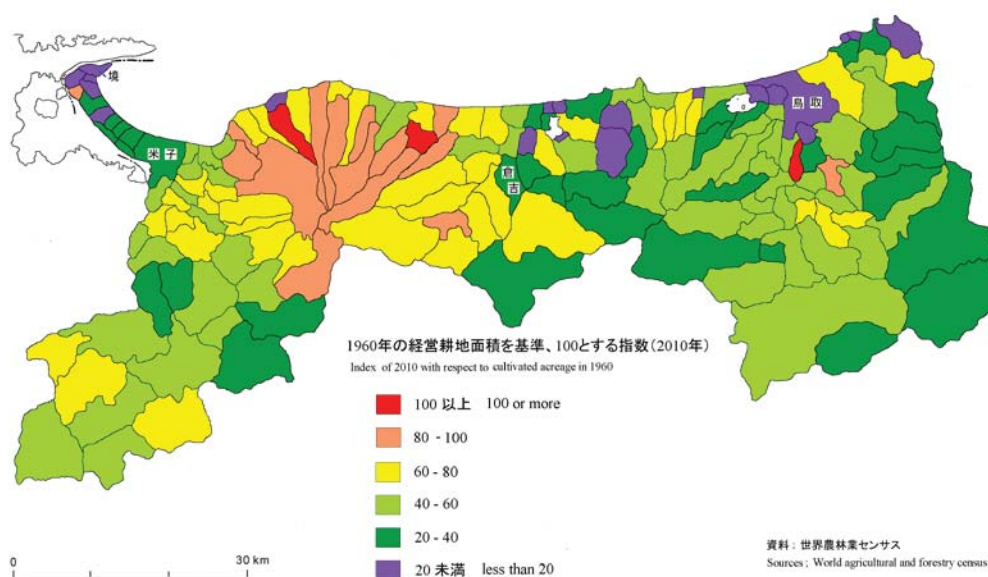 境
米子
倉吉
鳥取
1960年の経営耕地面積を基準、100とする指数(2010年)
Index of 2010 with respect to cultivated acreage in 1960
100 以上 100 or more
80 - 100
60 - 80
40 - 60
20 - 40
20 未満 less than 20
0 30 km
資料；世界農林業センサス
Sources ; World agricultural and forestry census